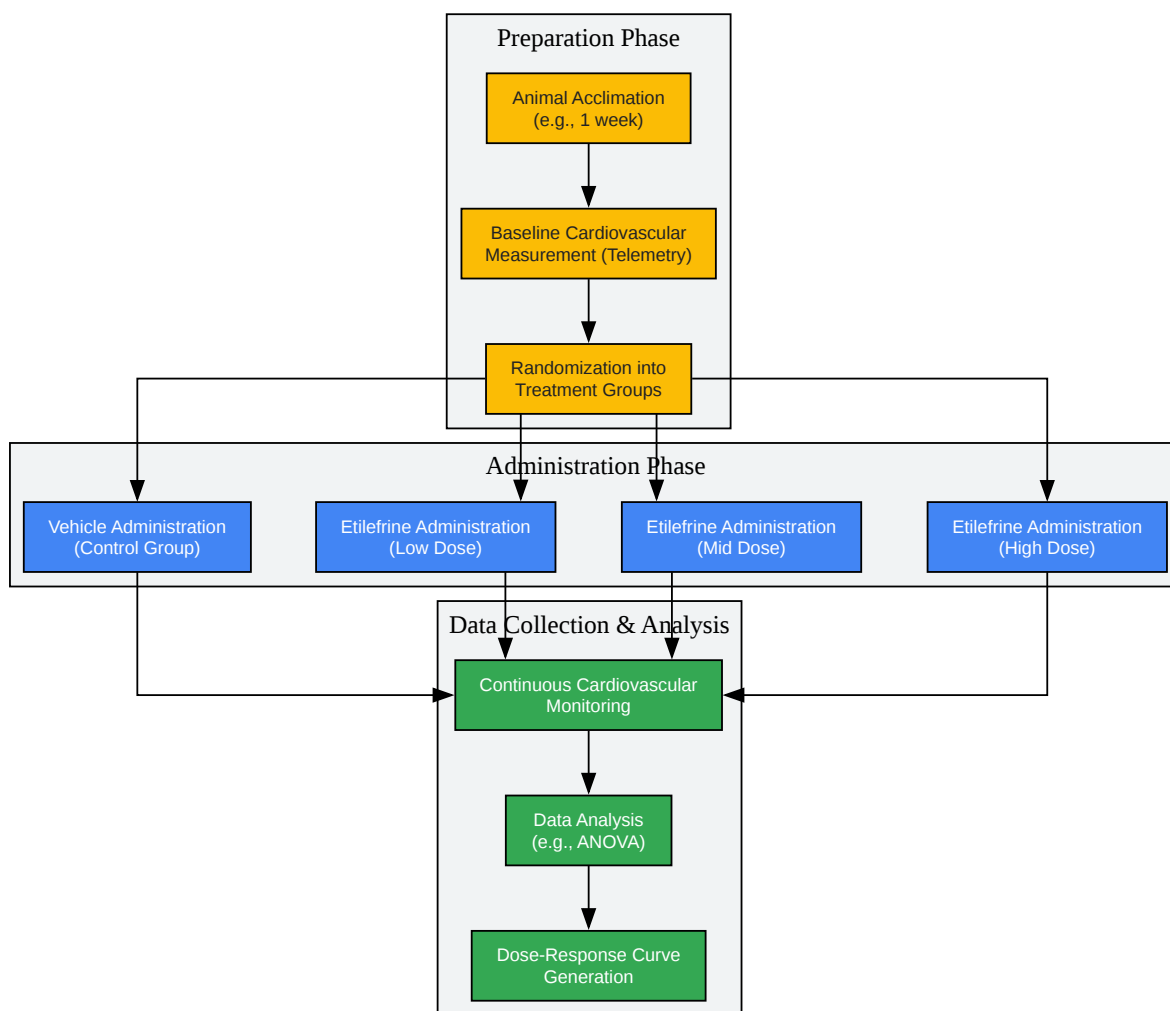 Preparation Phase
Animal Acclimation
(e.g., 1 week)
Baseline Cardiovascular
Measurement (Telemetry)
Randomization into
Treatment Groups
Administration Phase
Vehicle Administration
(Control Group)
Etilefrine Administration
(Low Dose)
Etilefrine Administration
(Mid Dose)
Etilefrine Administration
(High Dose)
Data Collection & Analysis
Continuous Cardiovascular
Monitoring
Data Analysis
(e.g., ANOVA)
Dose-Response Curve
Generation